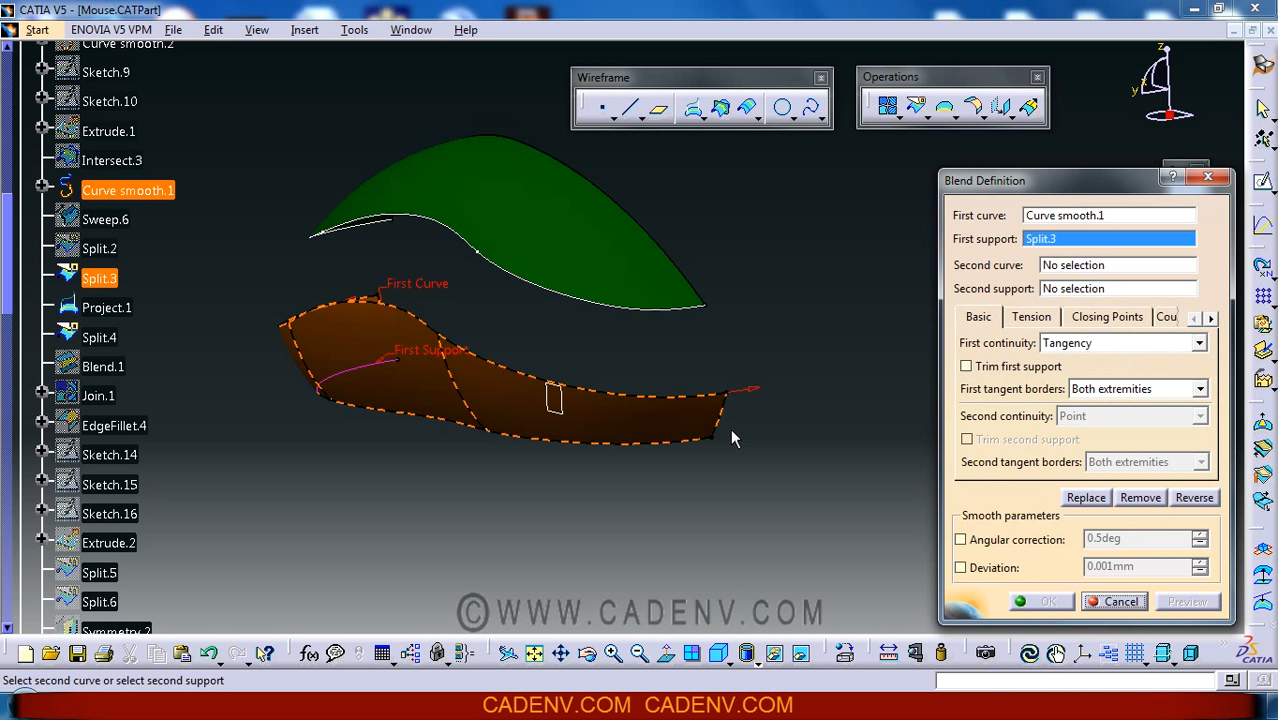 CATIA V5 - [Mouse.CATPart]
Start ENOVIA V5 VPM File Edit View Insert Tools Window Help
Curve smooth.2
Sketch.9
Sketch.10
Extrude.1
Intersect.3
Curve smooth.1
Sweep.6
Split.2
Split.3
Project.1
Split.4
Blend.1
Join.1
EdgeFillet.4
Sketch.14
Sketch.15
Sketch.16
Extrude.2
Split.5
Split.6
Symmetry.2
Wireframe
Operations
z
y
x
First Curve
First Support
Blend Definition
First curve: Curve smooth.1
First support: Split.3
Second curve: No selection
Second support: No selection
Basic Tension Closing Points Cou
First continuity: Tangency
Trim first support
First tangent borders: Both extremities
Second continuity: Point
Trim second support
Second tangent borders: Both extremities
Replace Remove Reverse
Smooth parameters
Angular correction: 0.5deg
Deviation: 0.001mm
OK Cancel Preview
©WWW.CADENV.COM
f(x)
Select second curve or select second support
CADENV.COM CADENV.COM